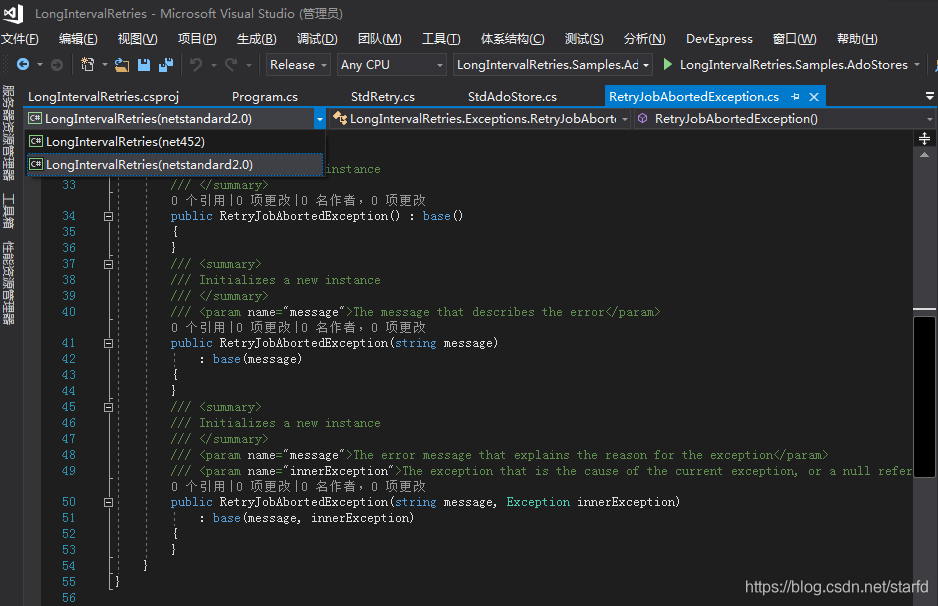 LongIntervalRetries - Microsoft Visual Studio (管理员)
文件(F) 编辑(E) 视图(V) 项目(P) 生成(B) 调试(D) 团队(M) 工具(T) 体系结构(C) 测试(S) 分析(N) DevExpress 窗口(W) 帮助(H)
Release Any CPU LongIntervalRetries.Samples.Ad LongIntervalRetries.Samples.AdoStores
服务器资源管理器
工具箱
性能资源管理器
LongIntervalRetries.csproj Program.cs StdRetry.cs StdAdoStore.cs RetryJobAbortedException.cs
C# LongIntervalRetries(netstandard2.0) LongIntervalRetries.Exceptions.RetryJobAbort RetryJobAbortedException()
C# LongIntervalRetries(net452)
C# LongIntervalRetries(netstandard2.0) instance
33 /// </summary>
0 个引用|0 项更改|0 名作者，0 项更改
34 public RetryJobAbortedException() : base()
35 {
36 }
37 /// <summary>
38 /// Initializes a new instance
39 /// </summary>
40 /// <param name="message">The message that describes the error</param>
0 个引用|0 项更改|0 名作者，0 项更改
41 public RetryJobAbortedException(string message)
42 : base(message)
43 {
44 }
45 /// <summary>
46 /// Initializes a new instance
47 /// </summary>
48 /// <param name="message">The error message that explains the reason for the exception</param>
49 /// <param name="innerException">The exception that is the cause of the current exception, or a null refer
0 个引用|0 项更改|0 名作者，0 项更改
50 public RetryJobAbortedException(string message, Exception innerException)
51 : base(message, innerException)
52 {
53 }
54 }
55 }
56
https://blog.csdn.net/starfd